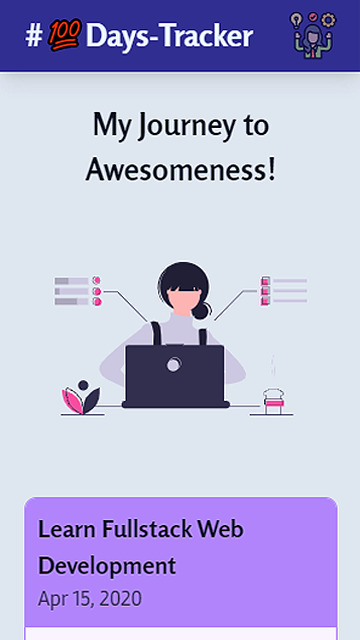 # 💯 Days-Tracker
My Journey to
Awesomeness!
Learn Fullstack Web
Development
Apr 15, 2020